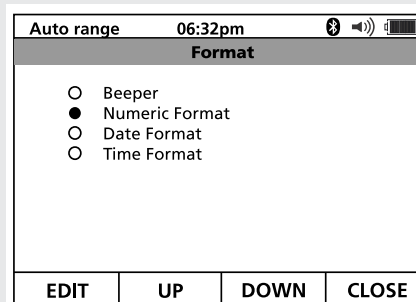 Auto range 06:32pm
Format
Beeper
Numeric Format
Date Format
Time Format
EDIT UP DOWN CLOSE